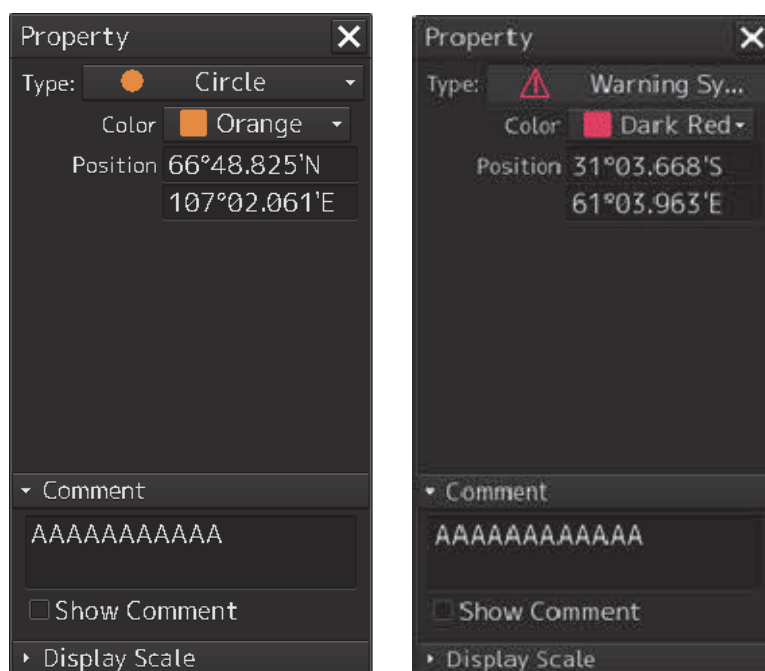 Property
Type: Circle
Color Orange
Position 66°48.825'N
107°02.061'E
Comment
AAAAAAAAAAA
Show Comment
Display Scale
Property
Type: Warning Sy...
Color Dark Red
Position 31°03.668'S
61°03.963'E
Comment
AAAAAAAAAAAA
Show Comment
Display Scale